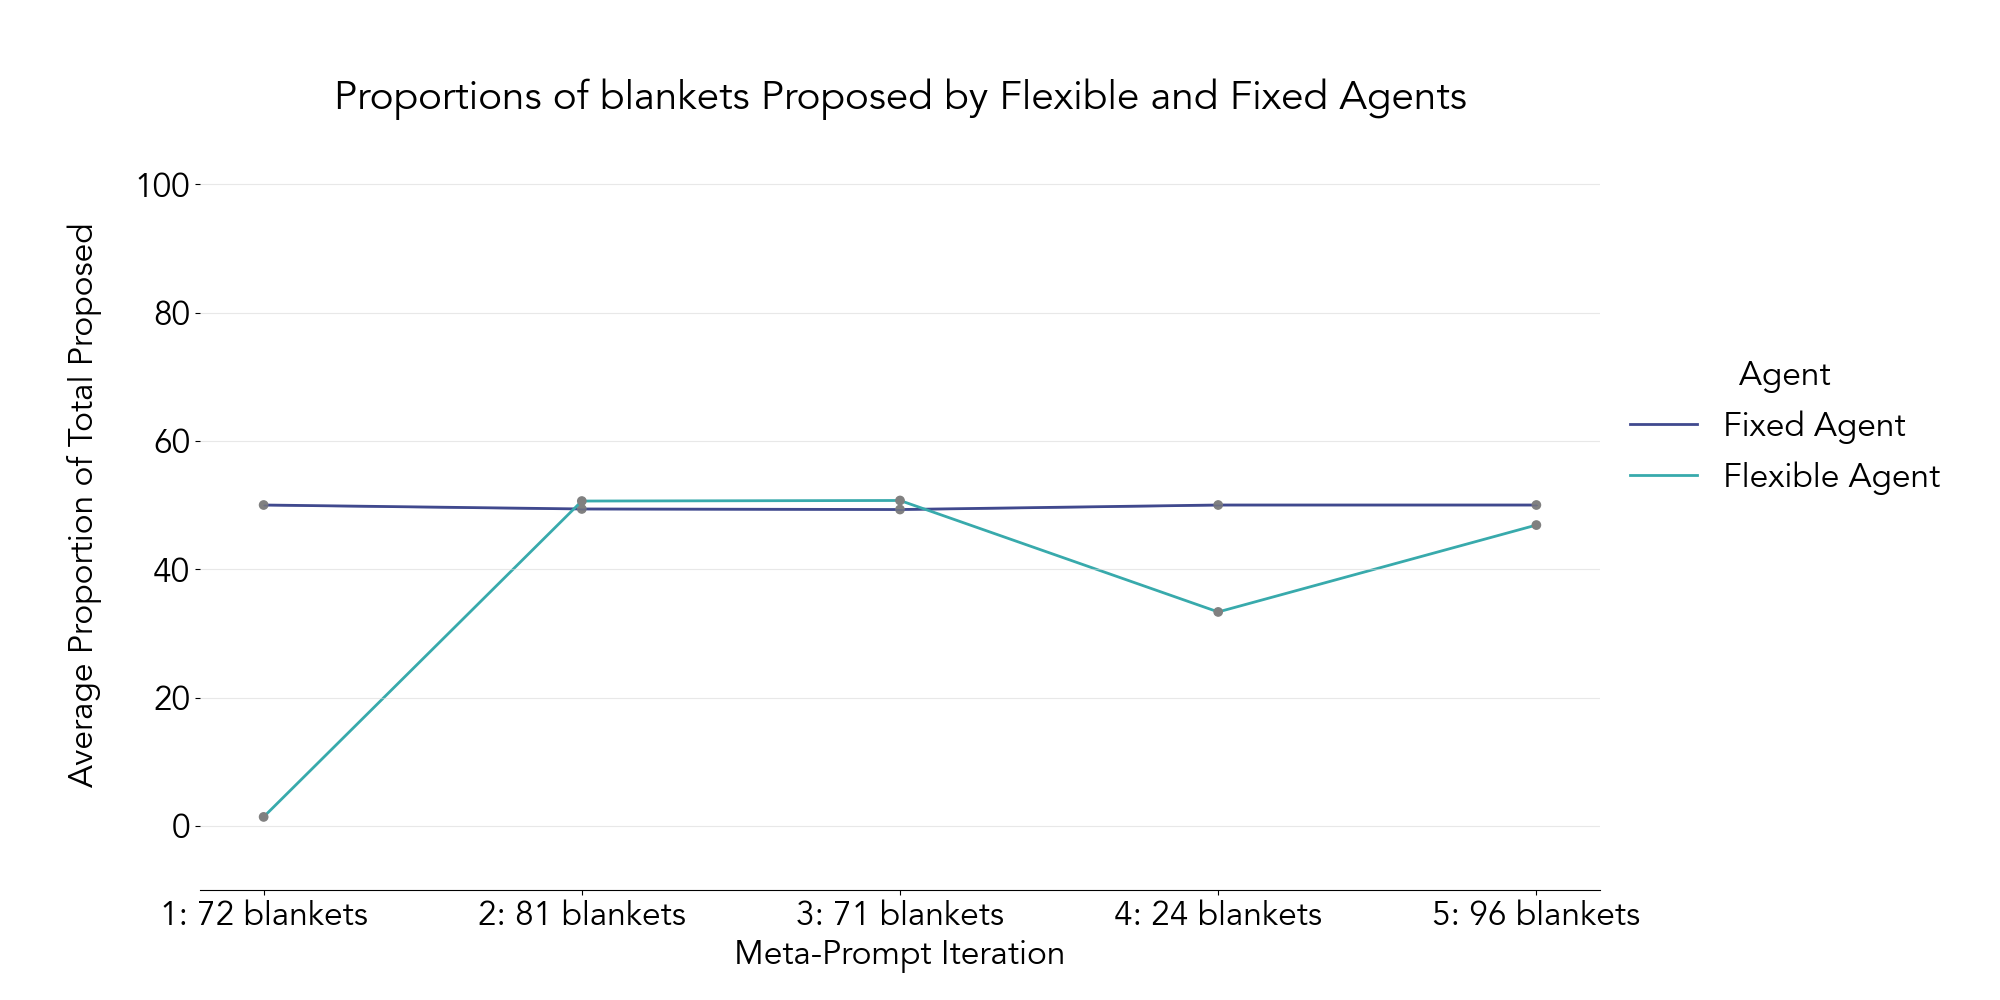 Proportions of blankets Proposed by Flexible and Fixed Agents
Average Proportion of Total Proposed
100
80
60
40
20
0
1: 72 blankets
2: 81 blankets
3: 71 blankets
4: 24 blankets
5: 96 blankets
Meta-Prompt Iteration
Agent
Fixed Agent
Flexible Agent